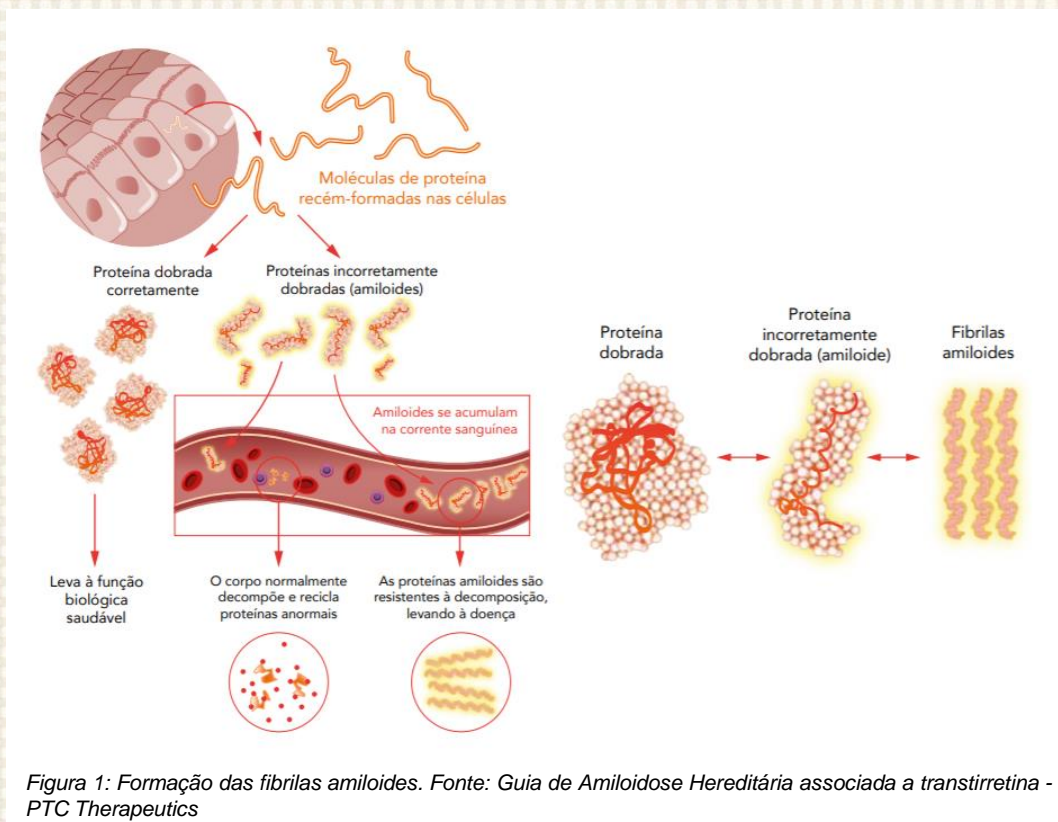 Moléculas de proteína
recém-formadas nas células
Proteína dobrada
corretamente
Proteínas incorretamente
dobradas (amiloides)
Amiloides se acumulam
na corrente sanguínea
Leva à função
biológica
saudável
O corpo normalmente
decompõe e recicla
proteínas anormais
As proteínas amiloides são
resistentes à decomposição,
levando à doença
Proteína
dobrada
Proteína
incorretamente
dobrada (amiloide)
Fibrilas
amiloides
Figura 1: Formação das fibrilas amiloides. Fonte: Guia de Amiloidose Hereditária associada a transtirretina -
PTC Therapeutics